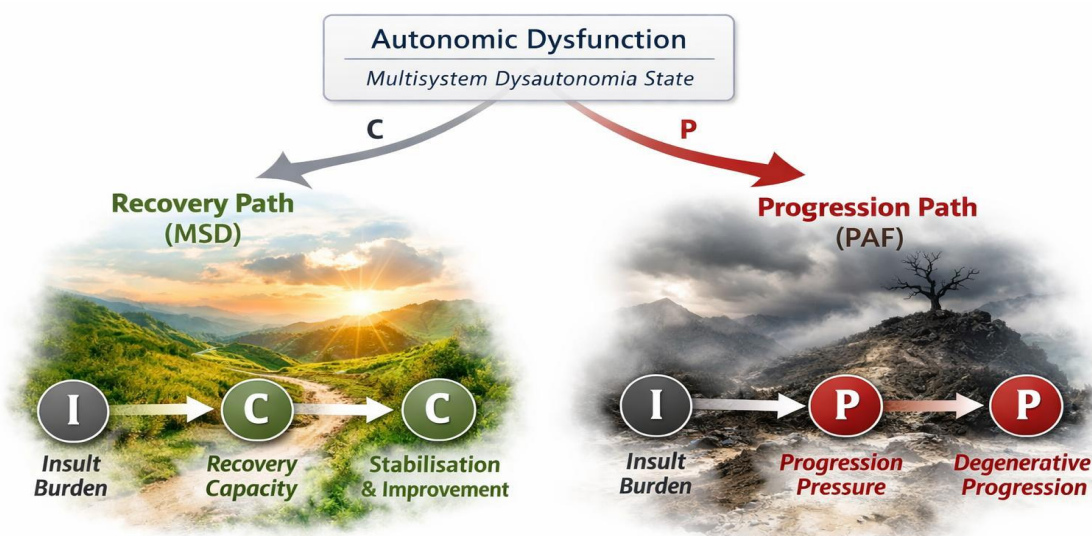 Autonomic Dysfunction
Multisystem Dysautonomia State
C
P
Recovery Path
(MSD)
Progression Path
(PAF)
I
C
C
I
P
P
Insult
Burden
Recovery
Capacity
Stabilisation
& Improvement
Insult
Burden
Progression
Pressure
Degenerative
Progression